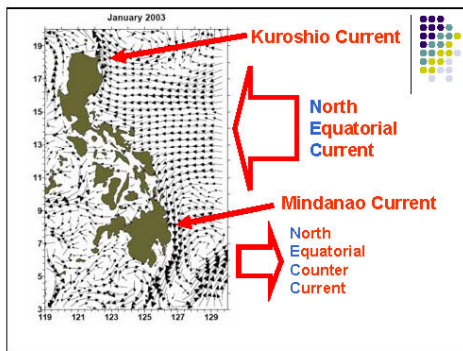 January 2003
Kuroshio Current
North
Equatorial
Current
Mindanao Current
North
Equatorial
Counter
Current
19
17
15
13
11
9
7
5
3
119 121 123 125 127 129